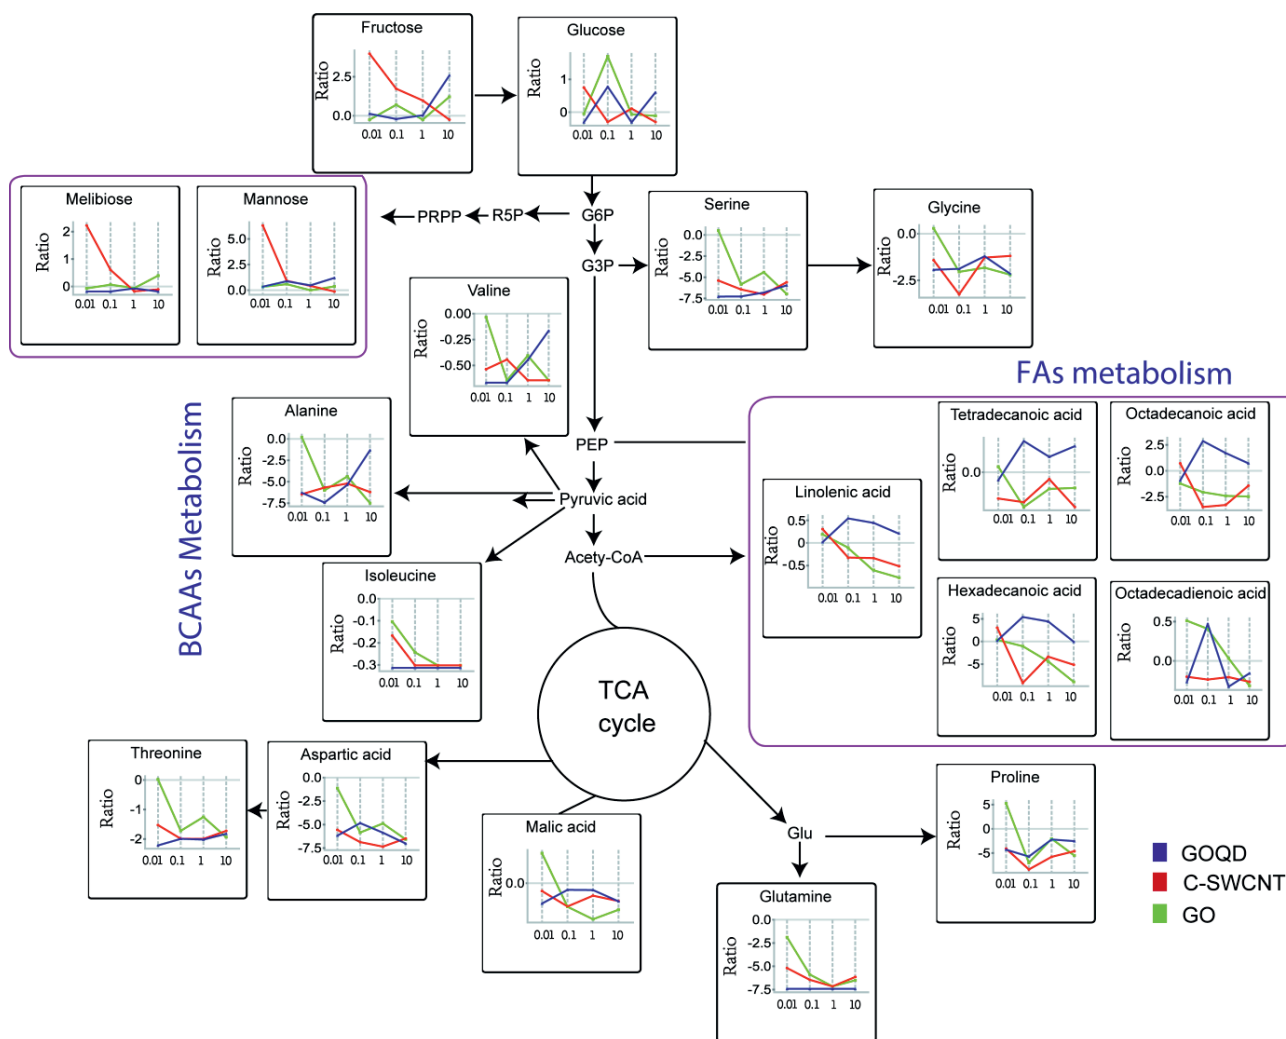 Fructose
Ratio
2.5
0.0
0.01 0.1 1 10
Glucose
Ratio
1
0
0.01 0.1 1 10
Melibiose
Ratio
2
1
0
0.01 0.1 1 10
Mannose
Ratio
5.0
2.5
0.0
0.01 0.1 1 10
PRPP
R5P
G6P
G3P
Serine
Ratio
0.0
-2.5
-5.0
-7.5
0.01 0.1 1 10
Glycine
Ratio
0.0
-2.5
0.01 0.1 1 10
Valine
Ratio
0.00
-0.25
-0.50
0.01 0.1 1 10
FAs metabolism
BCAAs Metabolism
Alanine
Ratio
0.0
-2.5
-5.0
-7.5
0.01 0.1 1 10
PEP
Pyruvic acid
Acety-CoA
Linolenic acid
Ratio
0.5
0
-0.5
0.01 0.1 1 10
Tetradecanoic acid
Ratio
0.0
0.01 0.1 1 10
Octadecanoic acid
Ratio
2.5
0.0
-2.5
0.01 0.1 1 10
Isoleucine
Ratio
0.0
-0.1
-0.2
-0.3
0.01 0.1 1 10
Hexadecanoic acid
Ratio
5
0
-5
0.01 0.1 1 10
Octadecadienoic acid
Ratio
0.5
0.0
0.01 0.1 1 10
TCA
cycle
Threonine
Ratio
0
-1
-2
0.01 0.1 1 10
Aspartic acid
Ratio
0.0
-2.5
-5.0
-7.5
0.01 0.1 1 10
Malic acid
Ratio
0.0
0.01 0.1 1 10
Glu
Proline
Ratio
5
0
-5
0.01 0.1 1 10
Glutamine
Ratio
0.0
-2.5
-5.0
-7.5
0.01 0.1 1 10
GOQD
C-SWCNT
GO